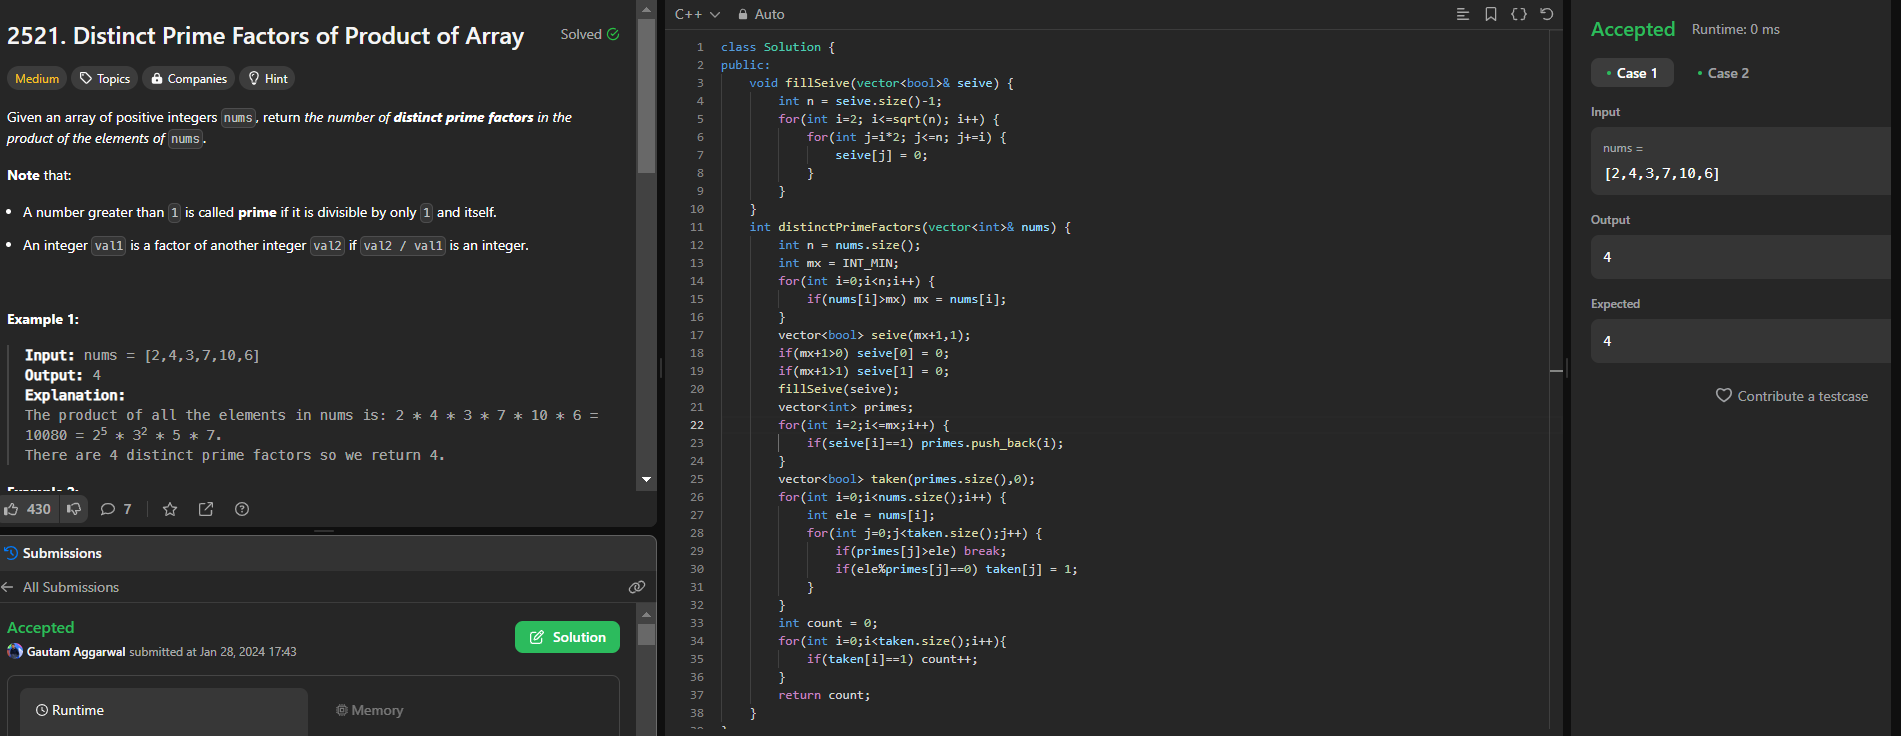 2521. Distinct Prime Factors of Product of Array
Solved
Medium
Topics
Companies
Hint
Given an array of positive integers nums, return the number of distinct prime factors in the
product of the elements of nums.
Note that:
• A number greater than 1 is called prime if it is divisible by only 1 and itself.
• An integer val1 is a factor of another integer val2 if val2 / val1 is an integer.
Example 1:
Input: nums = [2,4,3,7,10,6]
Output: 4
Explanation:
The product of all the elements in nums is: 2 * 4 * 3 * 7 * 10 * 6 =
10080 = 2⁵ * 3² * 5 * 7.
There are 4 distinct prime factors so we return 4.
430
7
Submissions
All Submissions
Accepted
Gautam Aggarwal submitted at Jan 28, 2024 17:43
Solution
Runtime
Memory
C++
Auto
1 class Solution {
2 public:
3     void fillSeive(vector<bool>& seive) {
4         int n = seive.size()-1;
5         for(int i=2; i<=sqrt(n); i++) {
6             for(int j=i*2; j<=n; j+=i) {
7                 seive[j] = 0;
8             }
9         }
10     }
11     int distinctPrimeFactors(vector<int>& nums) {
12         int n = nums.size();
13         int mx = INT_MIN;
14         for(int i=0;i<n;i++) {
15             if(nums[i]>mx) mx = nums[i];
16         }
17         vector<bool> seive(mx+1,1);
18         if(mx+1>0) seive[0] = 0;
19         if(mx+1>1) seive[1] = 0;
20         fillSeive(seive);
21         vector<int> primes;
22         for(int i=2;i<=mx;i++) {
23             if(seive[i]==1) primes.push_back(i);
24         }
25         vector<bool> taken(primes.size(),0);
26         for(int i=0;i<nums.size();i++) {
27             int ele = nums[i];
28             for(int j=0;j<taken.size();j++) {
29                 if(primes[j]>ele) break;
30                 if(ele%primes[j]==0) taken[j] = 1;
31             }
32         }
33         int count = 0;
34         for(int i=0;i<taken.size();i++){
35             if(taken[i]==1) count++;
36         }
37         return count;
38     }
Accepted
Runtime: 0 ms
• Case 1
• Case 2
Input
nums =
[2,4,3,7,10,6]
Output
4
Expected
4
Contribute a testcase